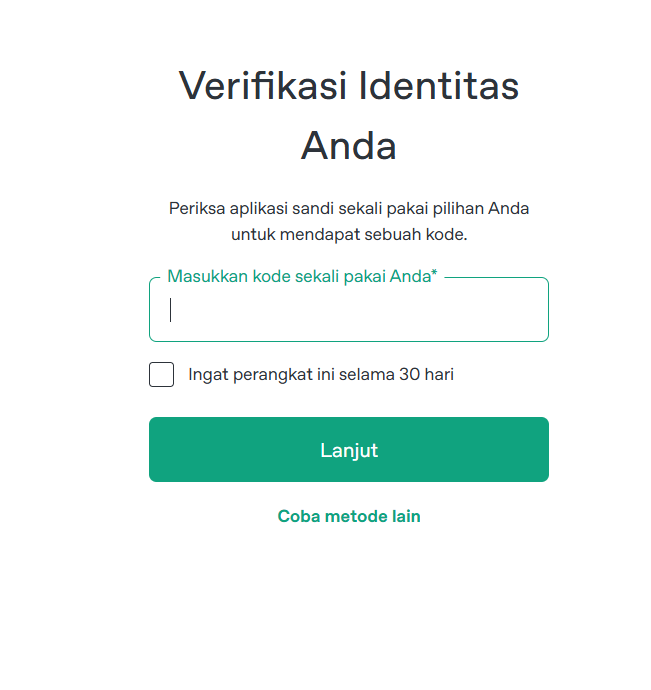 Verifikasi Identitas
Anda
Periksa aplikasi sandi sekali pakai pilihan Anda
untuk mendapat sebuah kode.
Masukkan kode sekali pakai Anda*
Ingat perangkat ini selama 30 hari
Lanjut
Coba metode lain